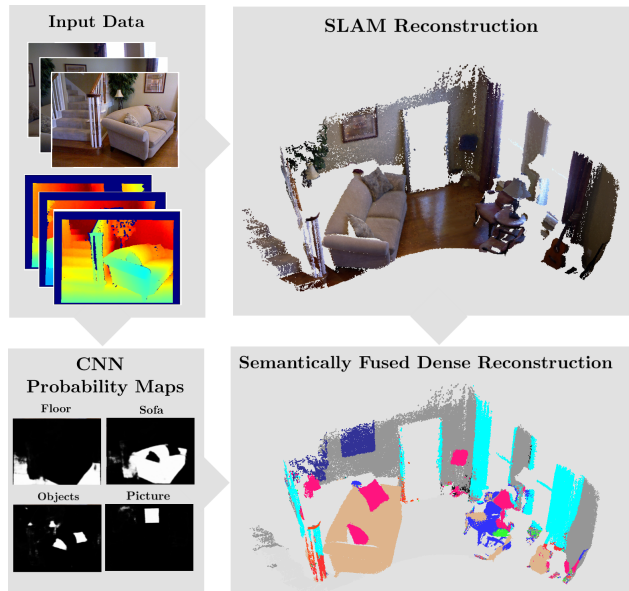 Input Data
SLAM Reconstruction
CNN
Probability Maps
Floor
Sofa
Objects
Picture
Semantically Fused Dense Reconstruction